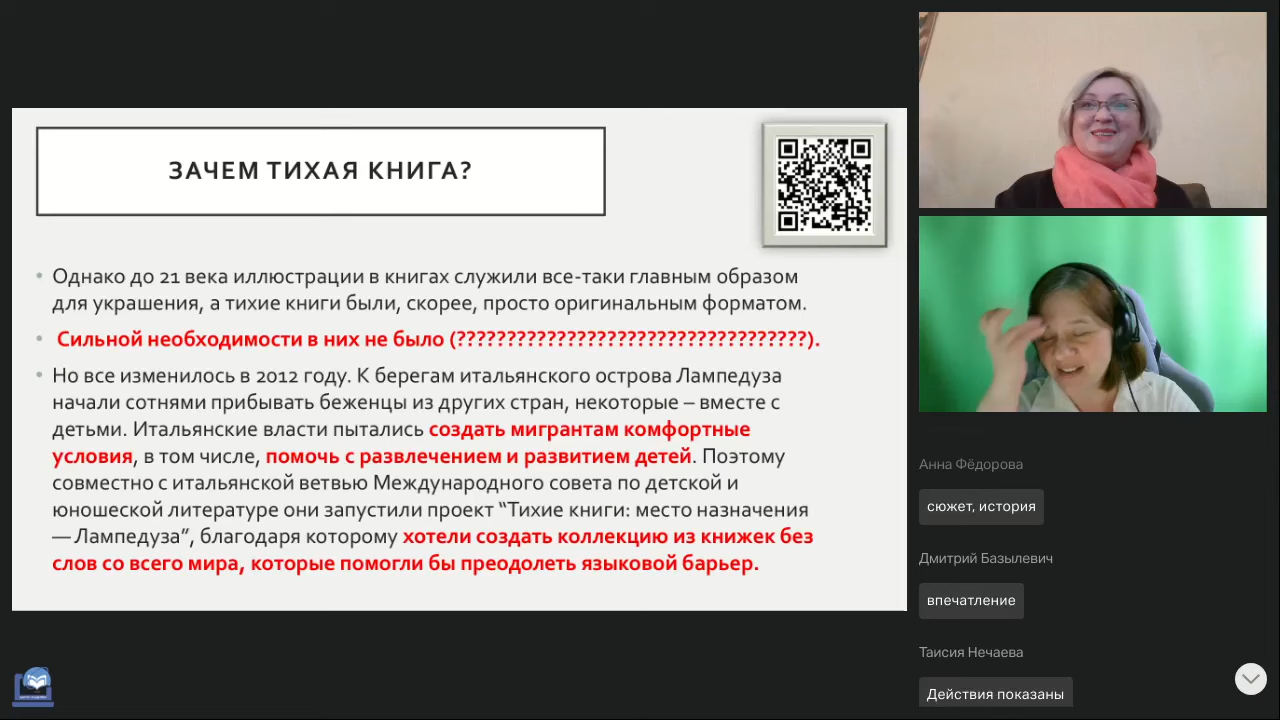 ЗАЧЕМ ТИХАЯ КНИГА?
• Однако до 21 века иллюстрации в книгах служили все-таки главным образом
для украшения, а тихие книги были, скорее, просто оригинальным форматом.
• Сильной необходимости в них не было (???????????????????????????????????).
• Но все изменилось в 2012 году. К берегам итальянского острова Лампедуза
начали сотнями прибывать беженцы из других стран, некоторые – вместе с
детьми. Итальянские власти пытались создать мигрантам комфортные
условия, в том числе, помочь с развлечением и развитием детей. Поэтому
совместно с итальянской ветвью Международного совета по детской и
юношеской литературе они запустили проект “Тихие книги: место назначения
— Лампедуза”, благодаря которому хотели создать коллекцию из книжек без
слов со всего мира, которые помогли бы преодолеть языковой барьер.
Анна Фёдорова
сюжет, история
Дмитрий Базылевич
впечатление
Таисия Нечаева
Действия показаны